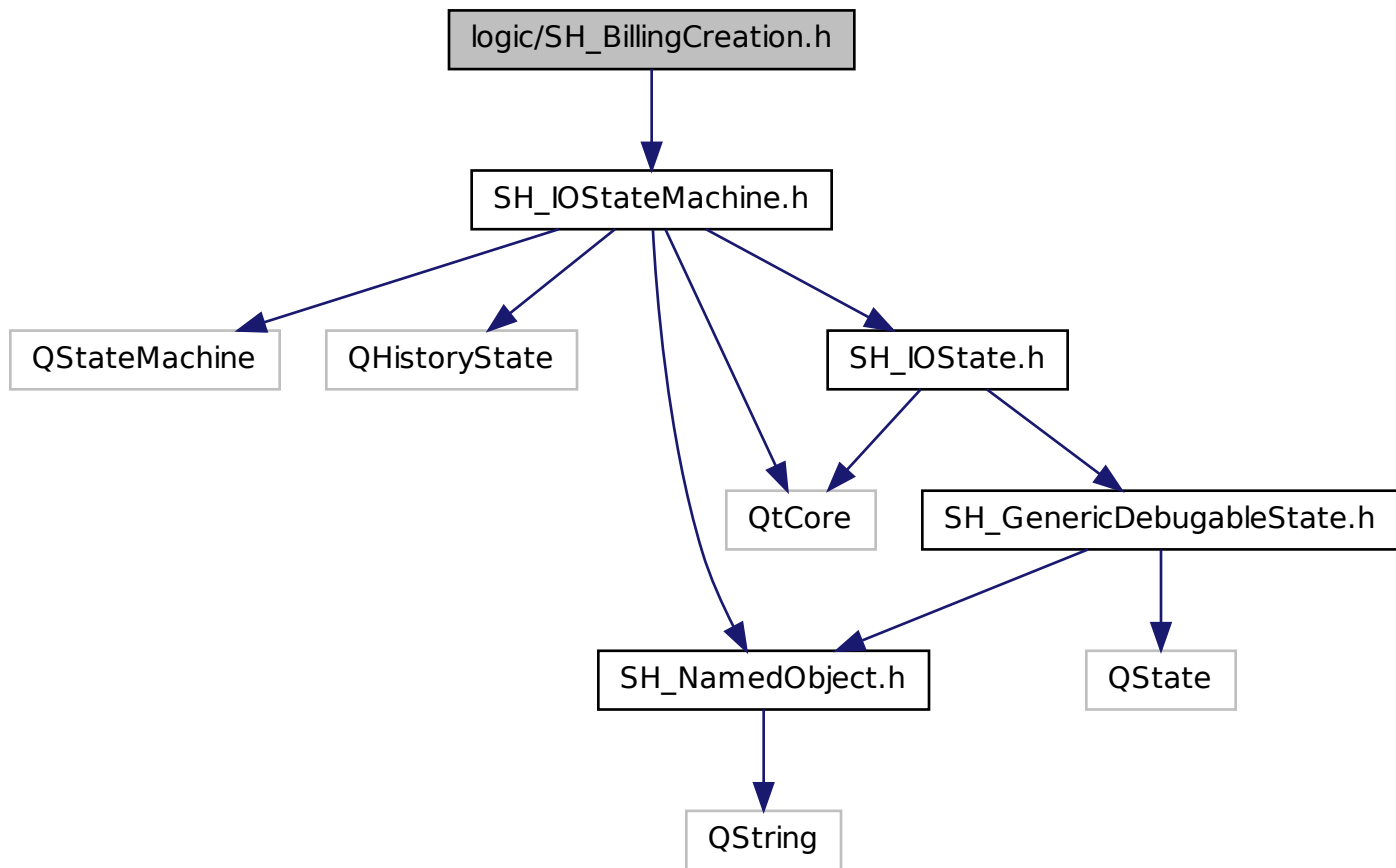 logic/SH_BillingCreation.h
SH_IOStateMachine.h
QStateMachine
QHistoryState
SH_IOState.h
QtCore
SH_GenericDebugableState.h
SH_NamedObject.h
QState
QString